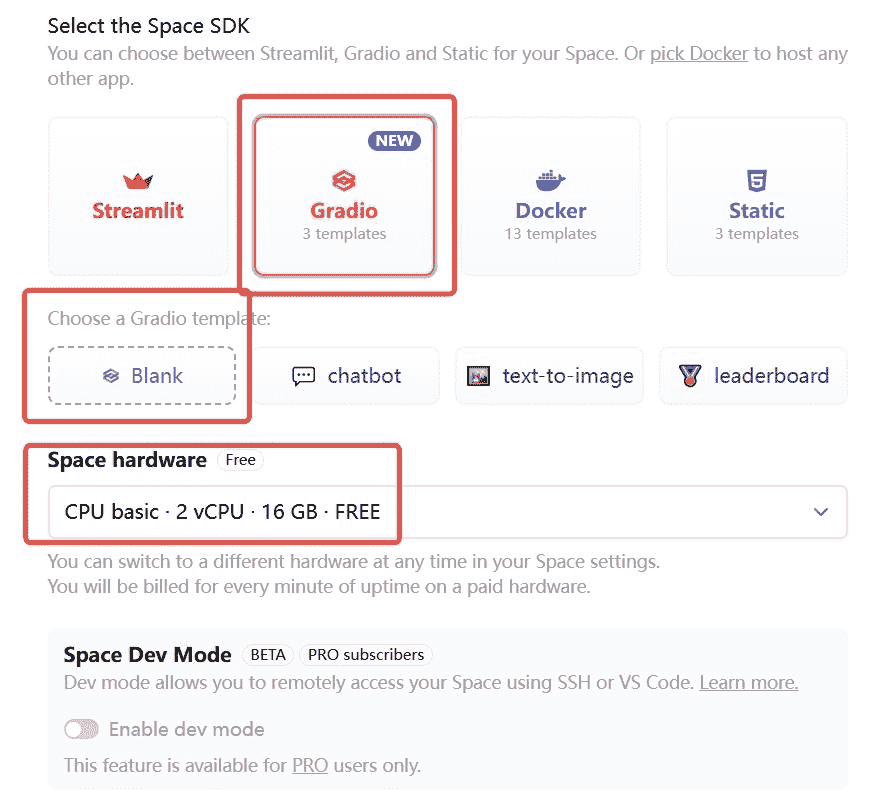 Select the Space SDK
You can choose between Streamlit, Gradio and Static for your Space. Or pick Docker to host any
other app.
NEW
Streamlit
Gradio
3 templates
Docker
13 templates
Static
3 templates
Choose a Gradio template:
Blank
chatbot
text-to-image
leaderboard
Space hardware Free
CPU basic · 2 vCPU · 16 GB · FREE
You can switch to a different hardware at any time in your Space settings.
You will be billed for every minute of uptime on a paid hardware.
Space Dev Mode BETA PRO subscribers
Dev mode allows you to remotely access your Space using SSH or VS Code. Learn more.
Enable dev mode
This feature is available for PRO users only.